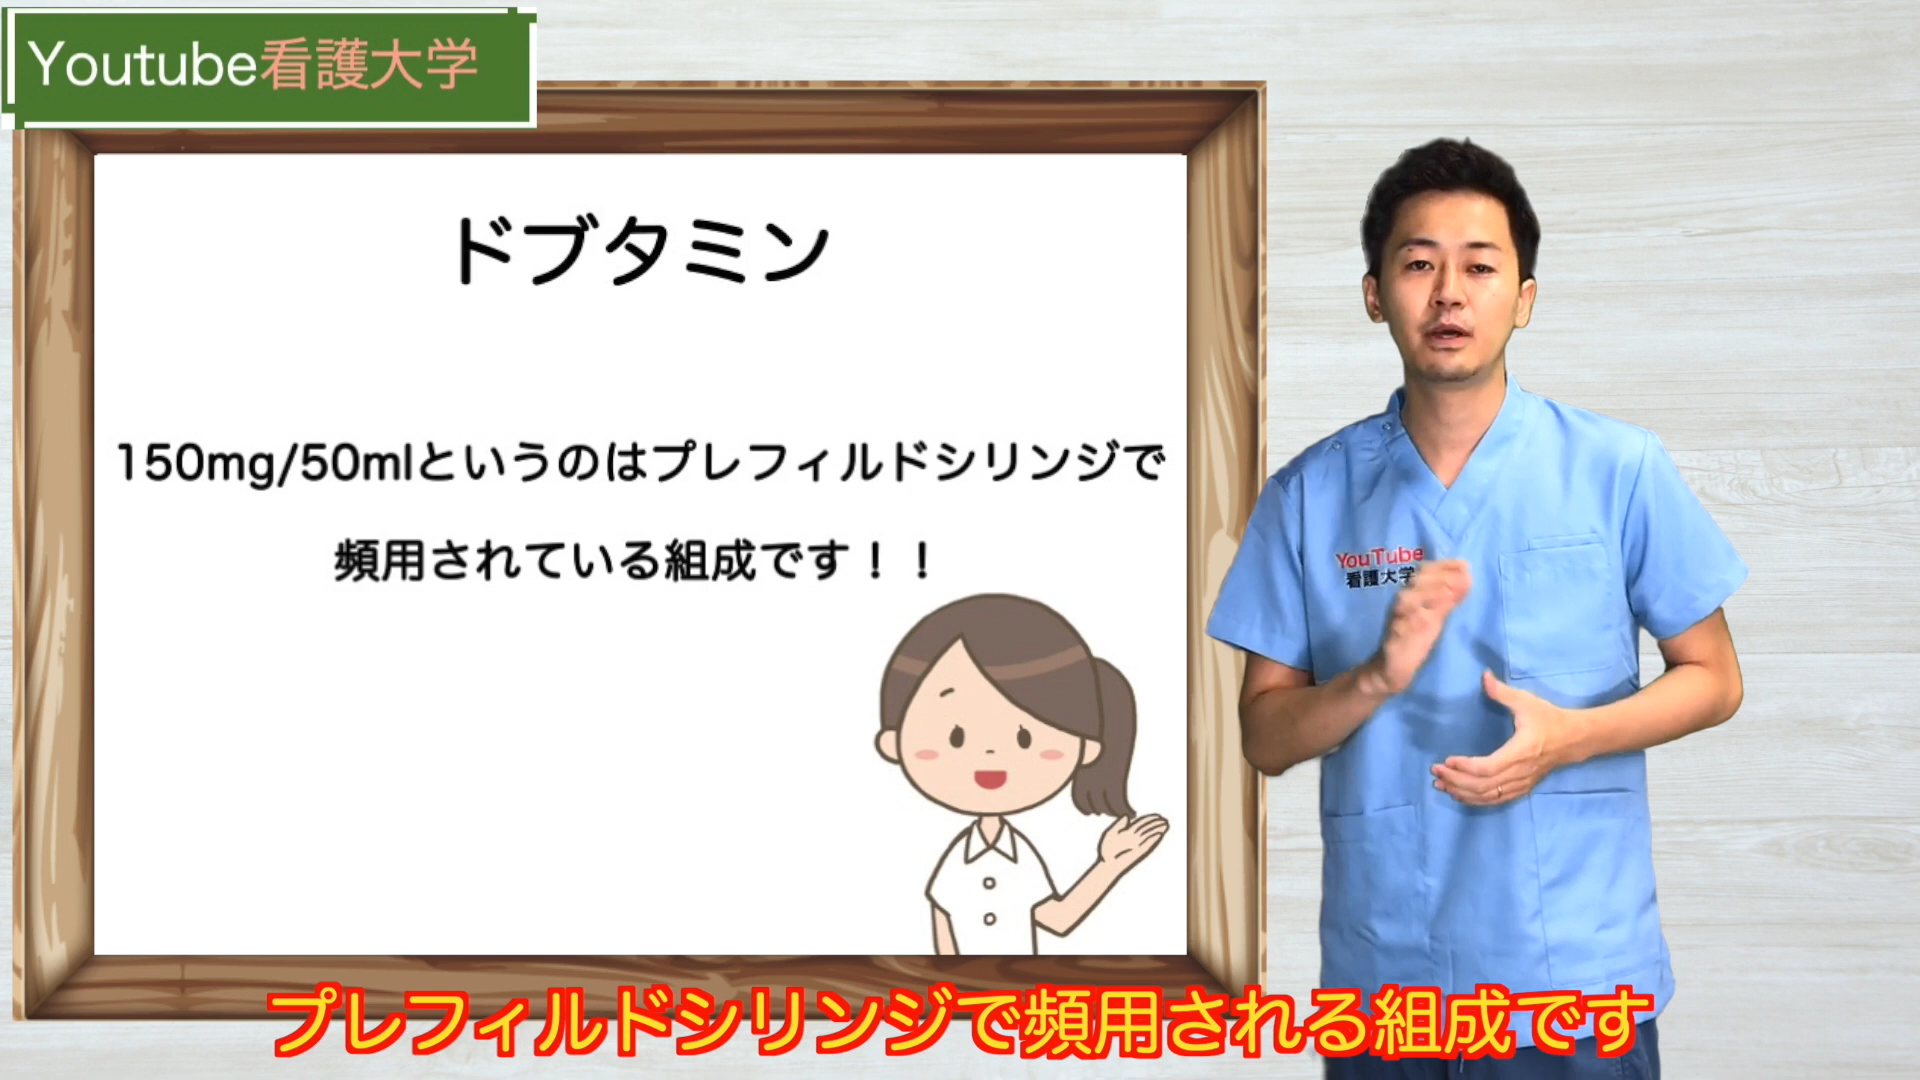 Youtube看護大学
ドブタミン
150mg/50mlというのはプレフィルドシリンジで
頻用されている組成です！！
YouTube
看護大学
プレフィルドシリンジで頻用される組成です